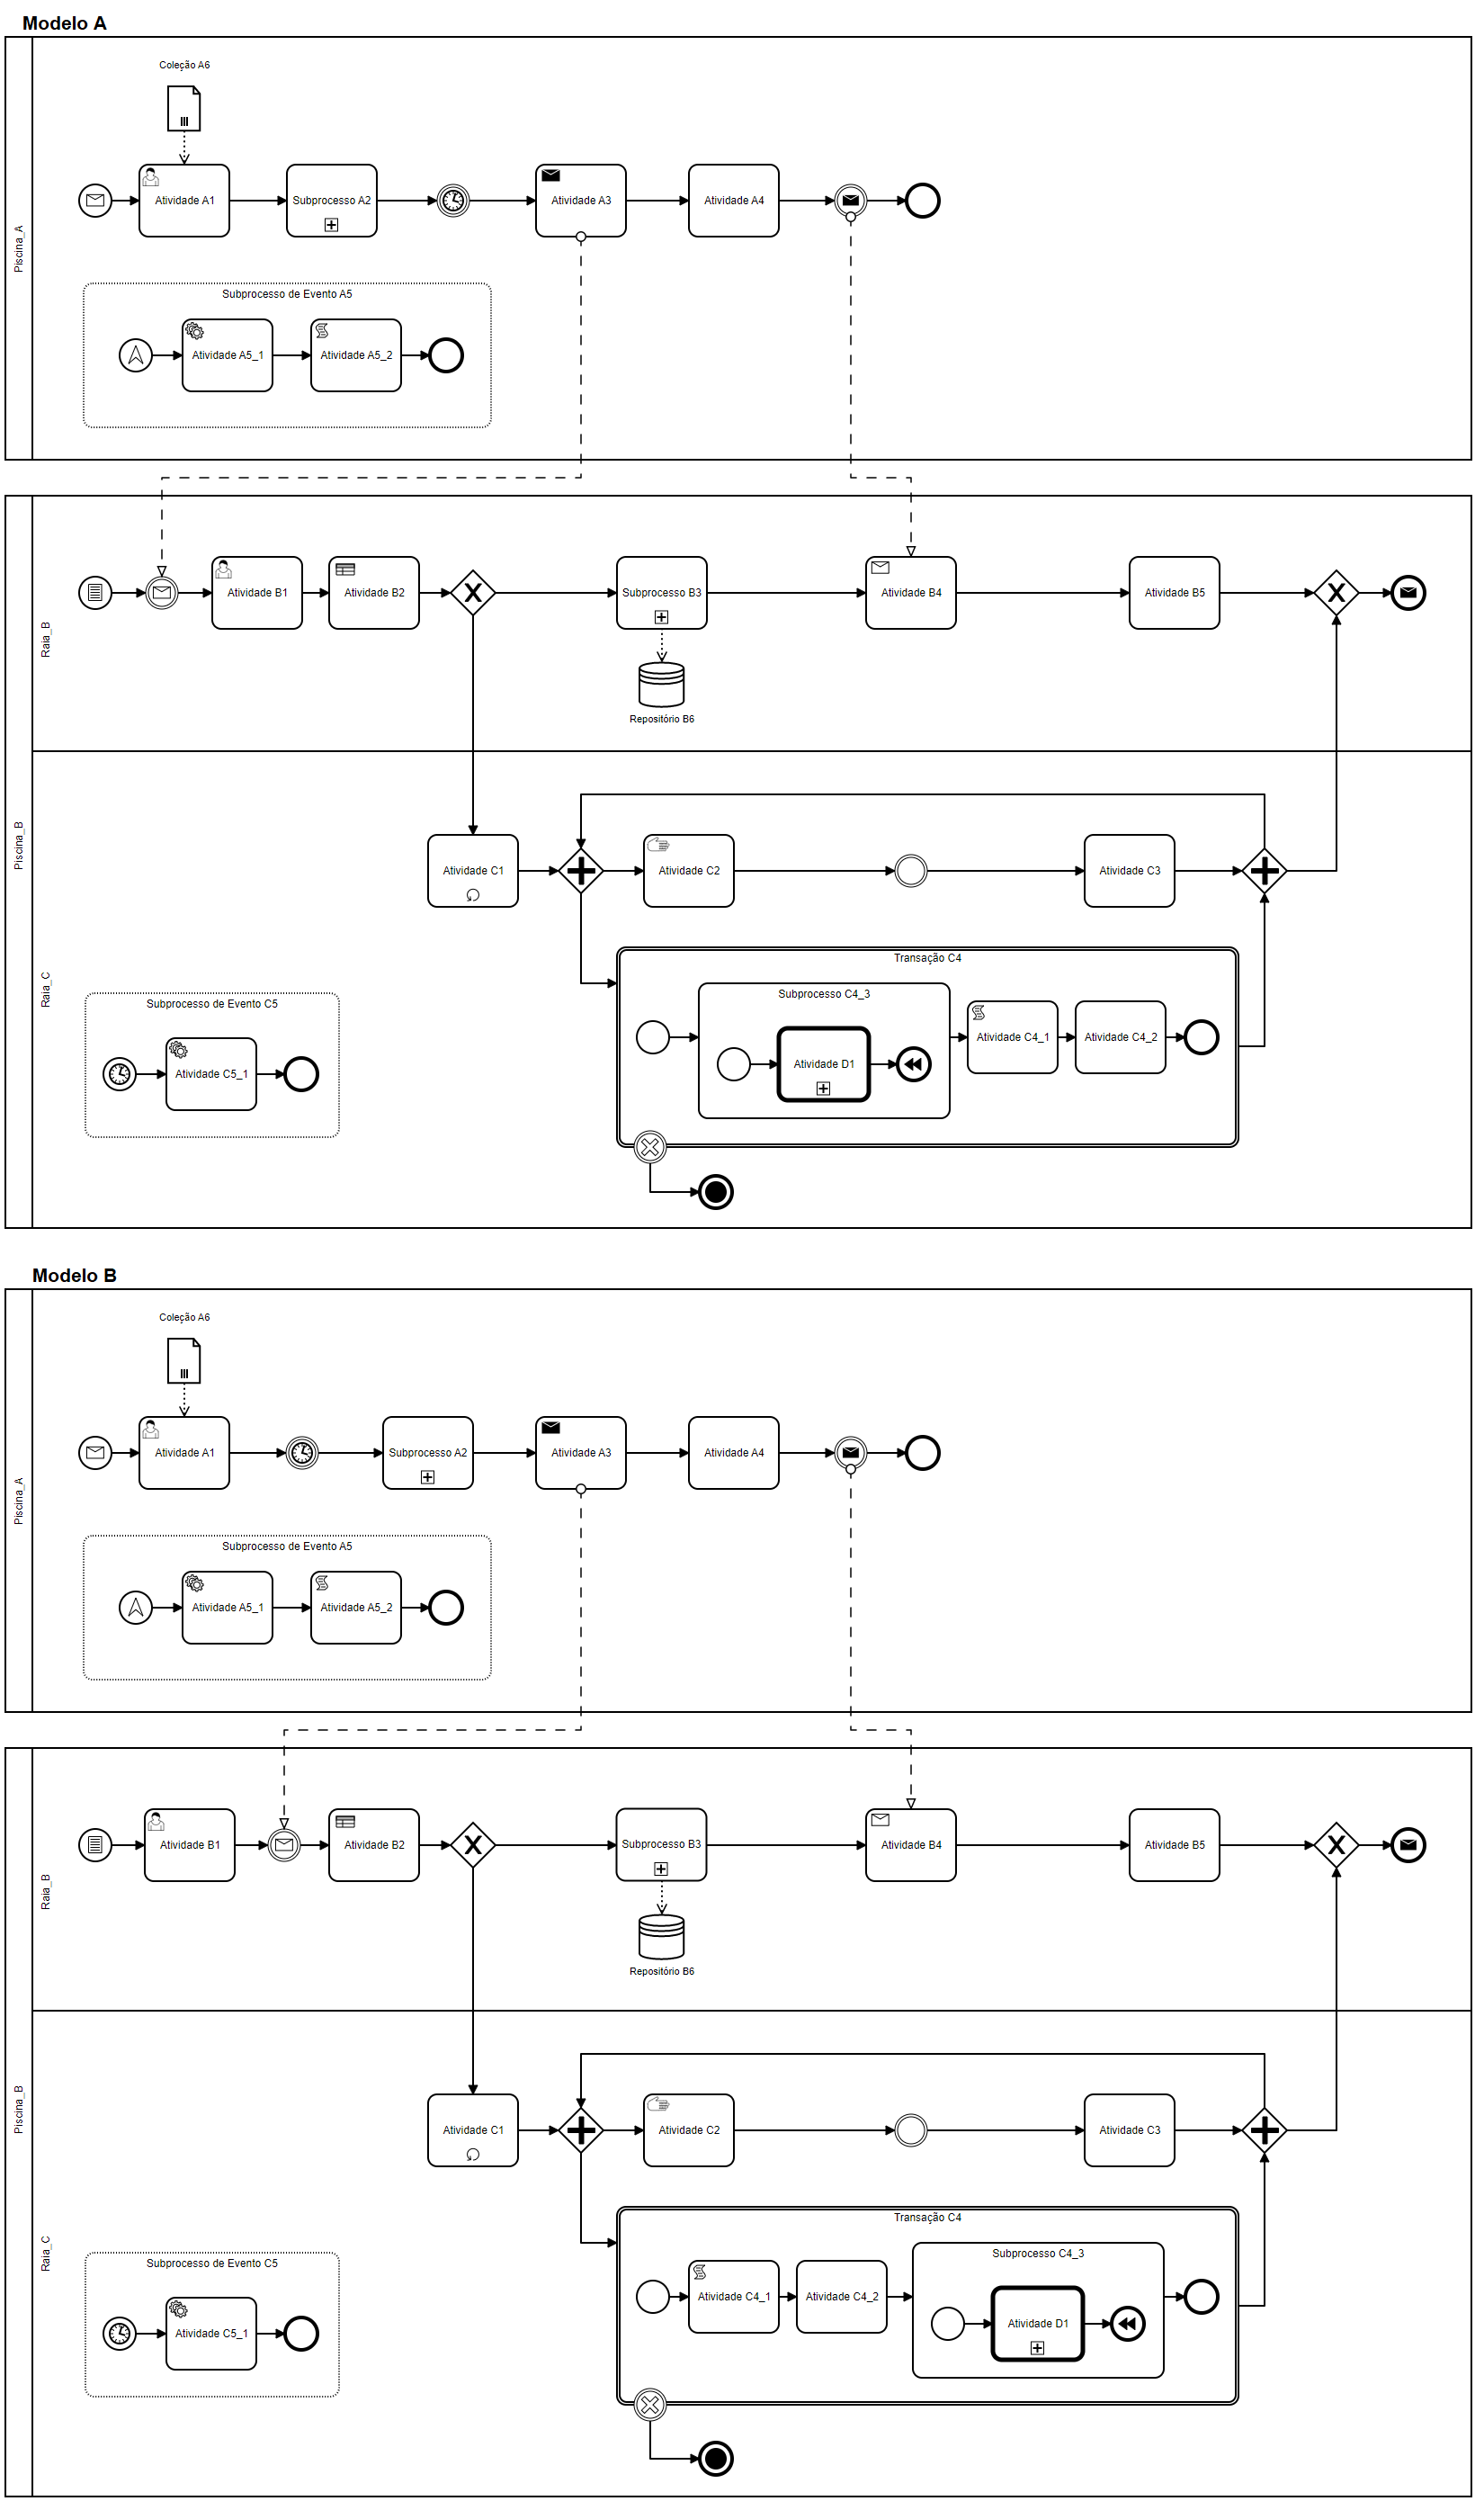 Modelo A
Coleção A6
Atividade A1
Subprocesso A2
Atividade A3
Atividade A4
Piscina_A
Subprocesso de Evento A5
Atividade A5_1
Atividade A5_2
Piscina_B
Raia_B
Atividade B1
Atividade B2
Subprocesso B3
Atividade B4
Atividade B5
Repositório B6
Raia_C
Atividade C1
Atividade C2
Atividade C3
Transação C4
Subprocesso C4_3
Atividade D1
Atividade C4_1
Atividade C4_2
Subprocesso de Evento C5
Atividade C5_1
Modelo B
Coleção A6
Atividade A1
Subprocesso A2
Atividade A3
Atividade A4
Piscina_A
Subprocesso de Evento A5
Atividade A5_1
Atividade A5_2
Piscina_B
Raia_B
Atividade B1
Atividade B2
Subprocesso B3
Atividade B4
Atividade B5
Repositório B6
Raia_C
Atividade C1
Atividade C2
Atividade C3
Transação C4
Atividade C4_1
Atividade C4_2
Subprocesso C4_3
Atividade D1
Subprocesso de Evento C5
Atividade C5_1